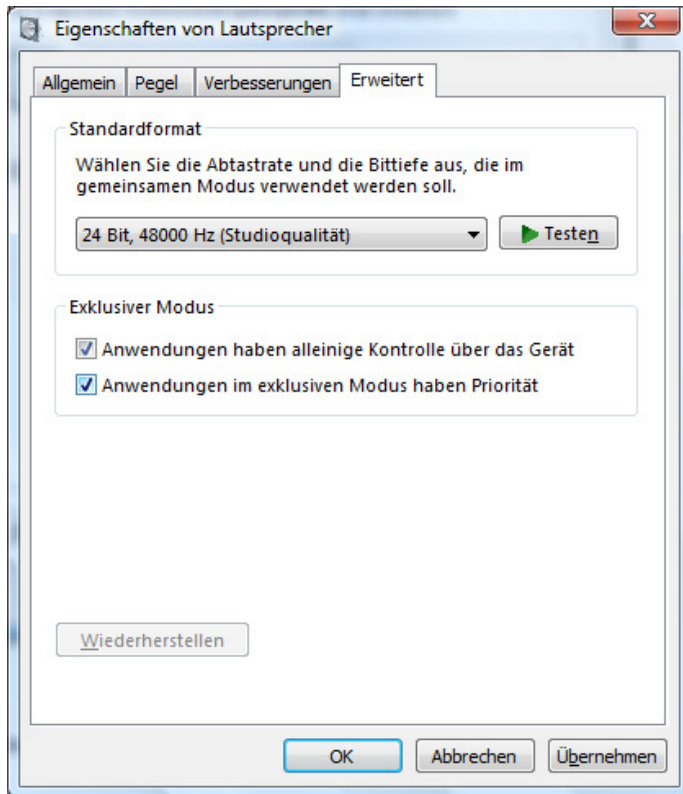 Eigenschaften von Lautsprecher
Allgemein
Pegel
Verbesserungen
Erweitert
Standardformat
Wählen Sie die Abtastrate und die Bittiefe aus, die im
gemeinsamen Modus verwendet werden soll.
24 Bit, 48000 Hz (Studioqualität)
Testen
Exklusiver Modus
Anwendungen haben alleinige Kontrolle über das Gerät
Anwendungen im exklusiven Modus haben Priorität
Wiederherstellen
OK
Abbrechen
Übernehmen